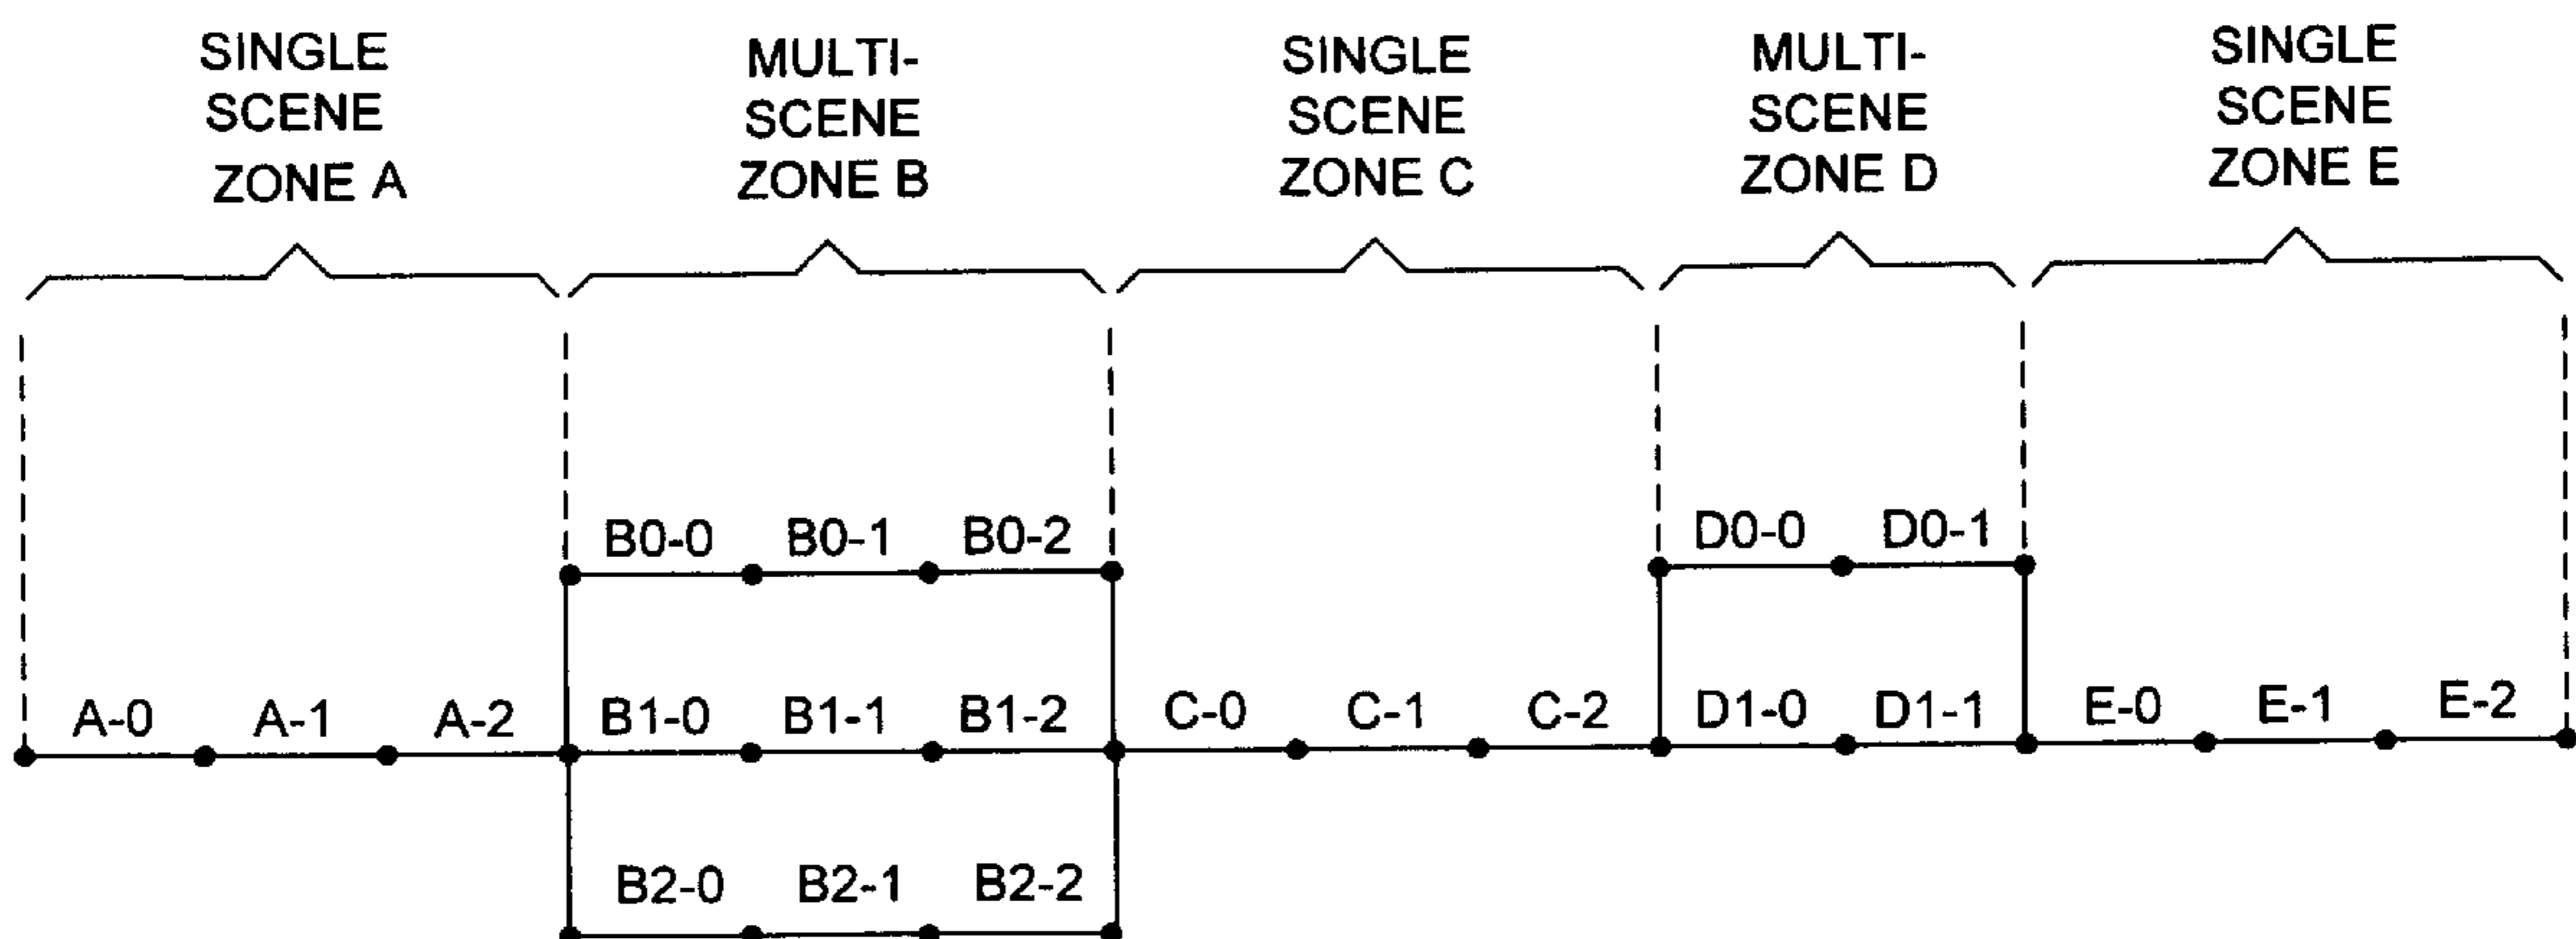 SINGLE
SCENE
ZONE A
MULTI-
SCENE
ZONE B
SINGLE
SCENE
ZONE C
MULTI-
SCENE
ZONE D
SINGLE
SCENE
ZONE E
B0-0 B0-1 B0-2 D0-0 D0-1
A-0 A-1 A-2 B1-0 B1-1 B1-2 C-0 C-1 C-2 D1-0 D1-1 E-0 E-1 E-2
B2-0 B2-1 B2-2